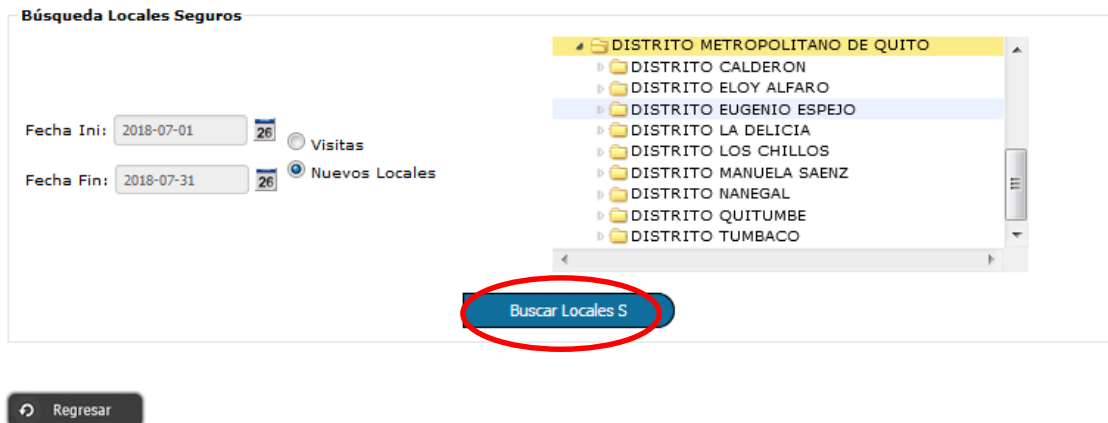 Búsqueda Locales Seguros
DISTRITO METROPOLITANO DE QUITO
DISTRITO CALDERON
DISTRITO ELOY ALFARO
DISTRITO EUGENIO ESPEJO
DISTRITO LA DELICIA
DISTRITO LOS CHILLOS
DISTRITO MANUELA SAENZ
DISTRITO NANEGAL
DISTRITO QUITUMBE
DISTRITO TUMBACO
Fecha Ini: 2018-07-01 26
Visitas
Fecha Fin: 2018-07-31 26
Nuevos Locales
Buscar Locales S
Regresar